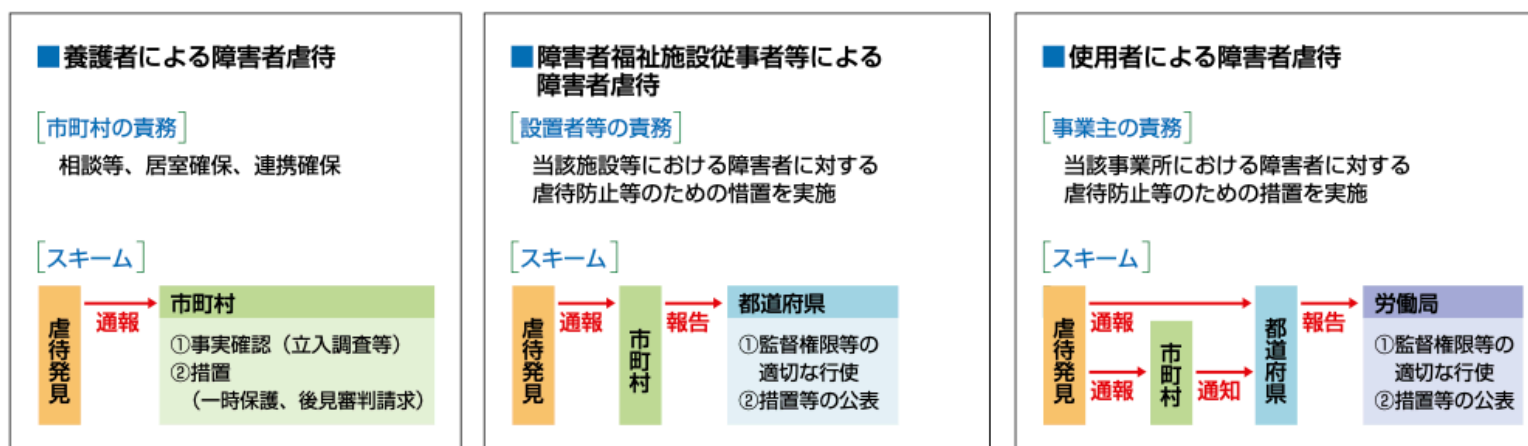 ■養護者による障害者虐待
[市町村の責務]
相談等、居室確保、連携確保
[スキーム]
虐待発見
通報
市町村
①事実確認（立入調査等）
②措置
（一時保護、後見審判請求）
■障害者福祉施設従事者等による
障害者虐待
[設置者等の責務]
当該施設等における障害者に対する
虐待防止等のための惜置を実施
[スキーム]
虐待発見
通報
市町村
報告
都道府県
①監督権限等の
適切な行使
②措置等の公表
■使用者による障害者虐待
[事業主の責務]
当該事業所における障害者に対する
虐待防止等のための措置を実施
[スキーム]
虐待発見
通報
通報
市町村
通知
都道府県
報告
労働局
①監督権限等の
適切な行使
②措置等の公表